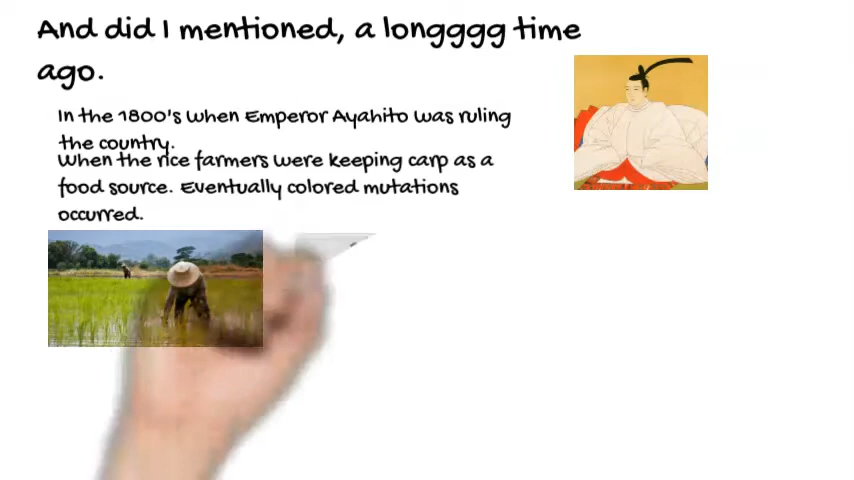 And did I mentioned, a longggg time
ago.
In the 1800's when Emperor Ayahito was ruling
the country.
when the rice farmers were keeping carp as a
food source. Eventually colored mutations
occurred.